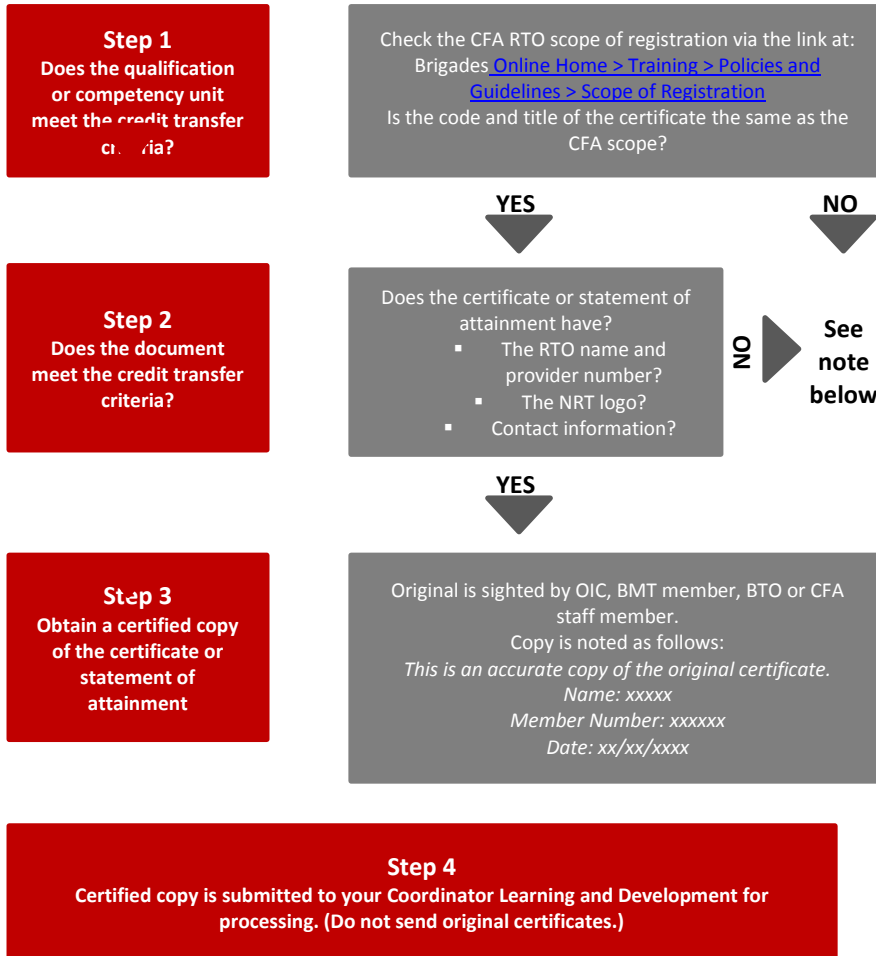 Step 1
Does the qualification
or competency unit
meet the credit transfer
Check the CFA RTO scope of registration via the link at:
Brigades Online Home > Training > Policies and
Guidelines > Scope of Registration
Is the code and title of the certificate the same as the
CFA scope?
YES
NO
Step 2
Does the document
meet the credit transfer
criteria?
Does the certificate or statement of
attainment have?
▪ The RTO name and
provider number?
▪ The NRT logo?
▪ Contact information?
NO
See
note
below
YES
Step 3
Obtain a certified copy
of the certificate or
statement of
attainment
Original is sighted by OIC, BMT member, BTO or CFA
staff member.
Copy is noted as follows:
This is an accurate copy of the original certificate.
Name: xxxxx
Member Number: xxxxxx
Date: xx/xx/xxxx
Step 4
Certified copy is submitted to your Coordinator Learning and Development for
processing. (Do not send original certificates.)